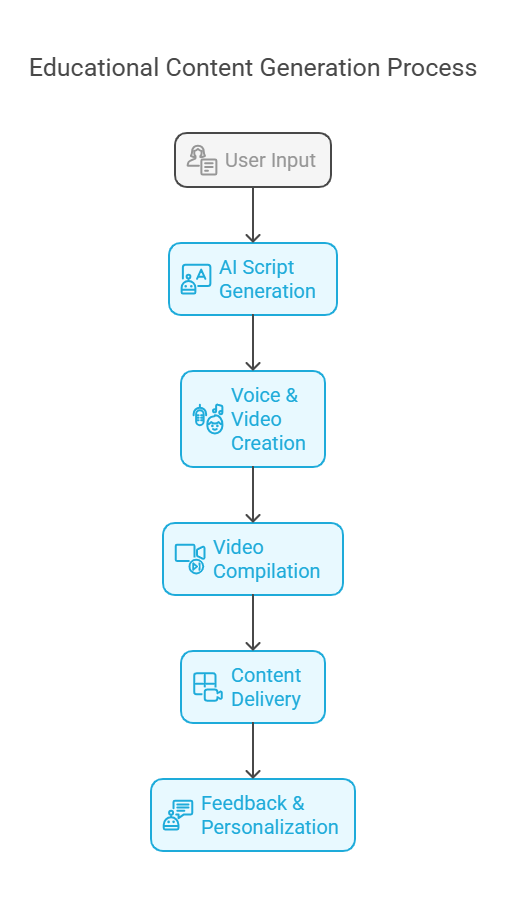 Educational Content Generation Process
User Input
AI Script
Generation
Voice &
Video
Creation
Video
Compilation
Content
Delivery
Feedback &
Personalization